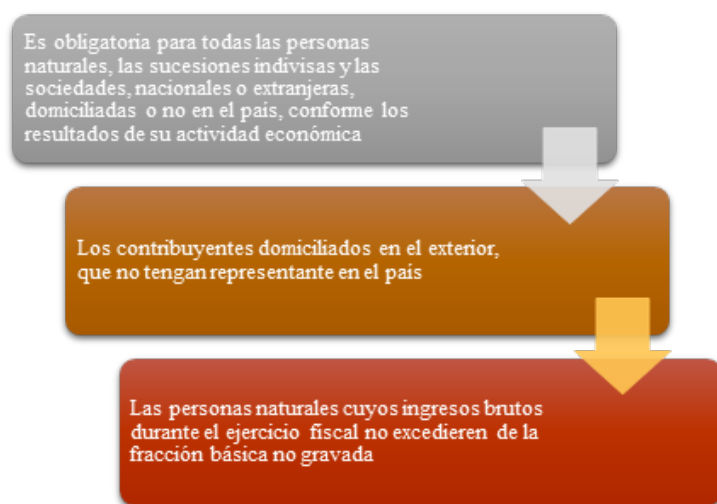 Es obligatoria para todas las personas
naturales, las sucesiones indivisas y las
sociedades, nacionales o extranjeras,
domiciliadas o no en el país, conforme los
resultados de su actividad económica
Los contribuyentes domiciliados en el exterior,
que no tengan representante en el país
Las personas naturales cuyos ingresos brutos
durante el ejercicio fiscal no excedieren de la
fracción básica no gravada